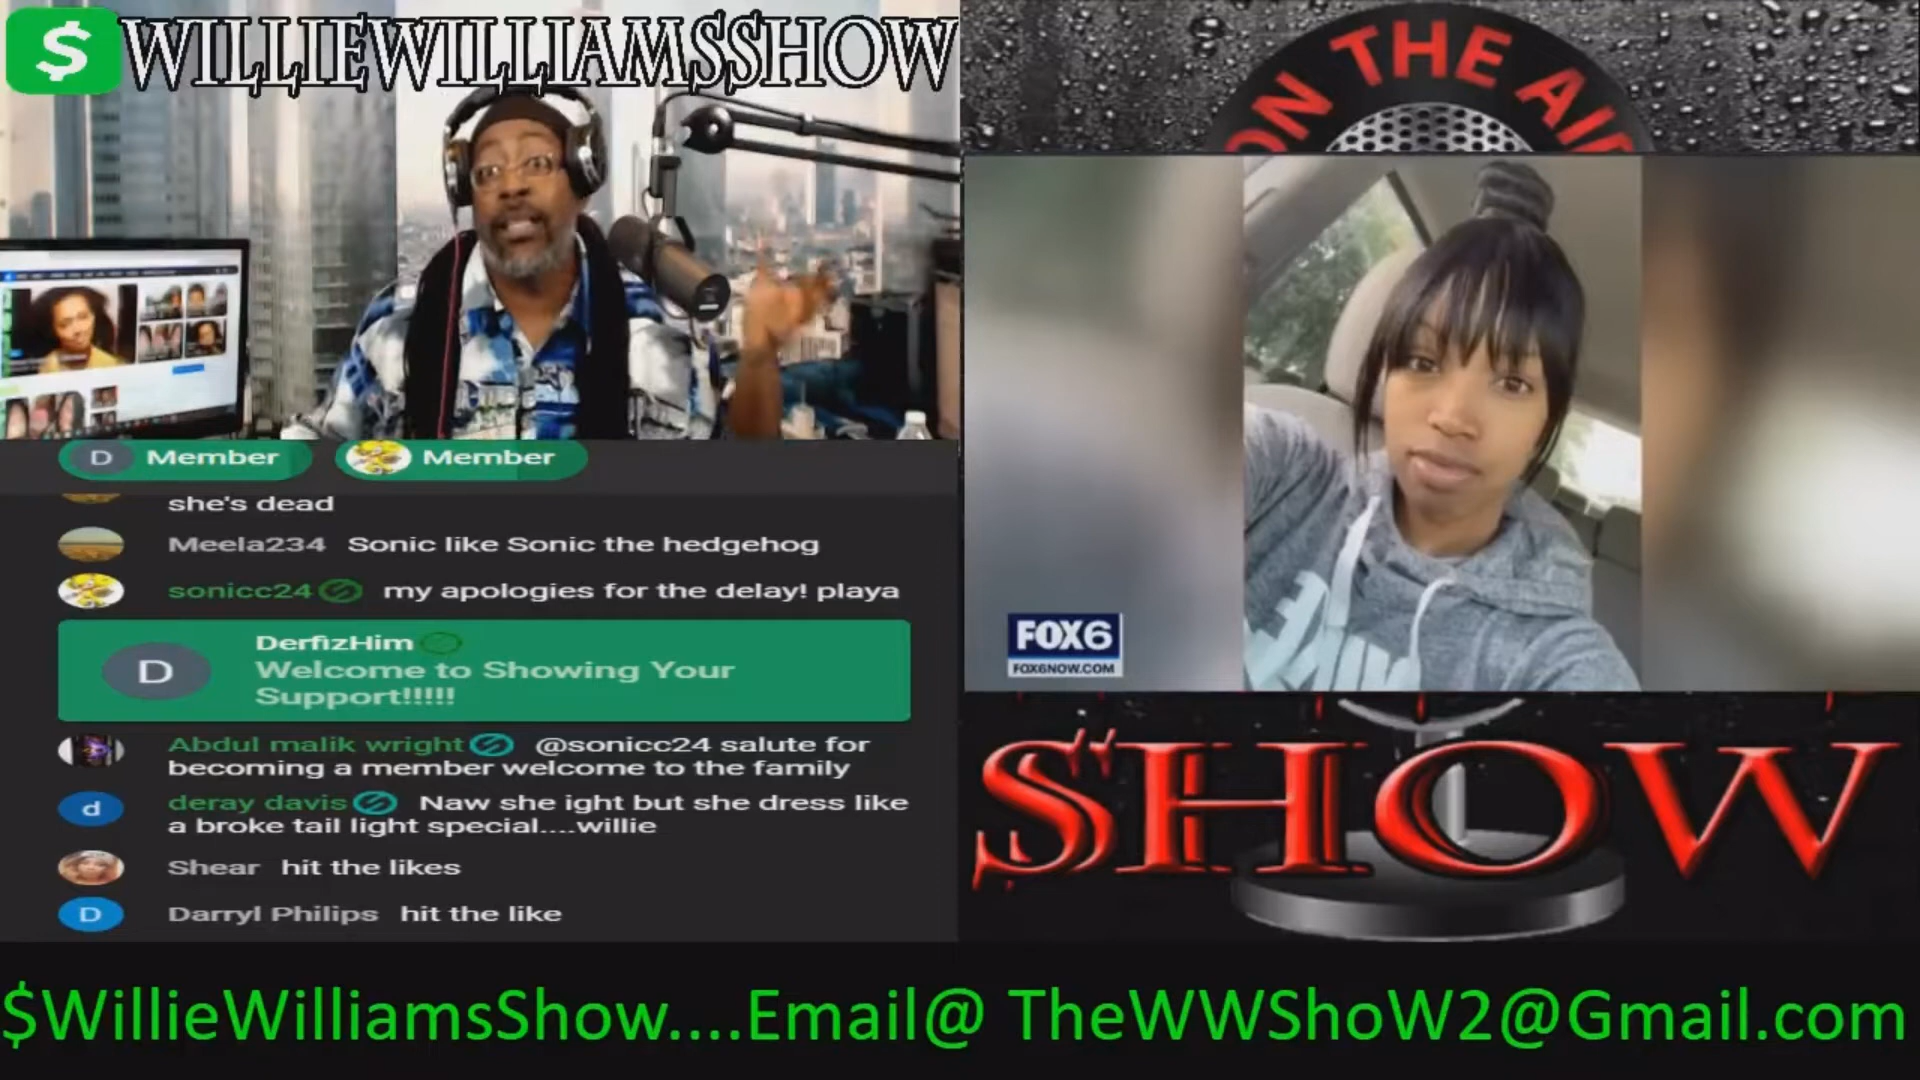 $ WILLIEWILLIAMSSHOW
ON THE AIR
D Member
Member
she's dead
Meela234 Sonic like Sonic the hedgehog
sonicc24 my apologies for the delay! playa
D
DerfizHim
Welcome to Showing Your
Support!!!!!
Abdul malik wright @sonicc24 salute for
becoming a member welcome to the family
d
deray davis Naw she ight but she dress like
a broke tail light special....willie
Shear hit the likes
D
Darryl Philips hit the like
FOX6
FOX6NOW.COM
NIKE
SHOW
$WillieWilliamsShow....Email@ TheWWShoW2@Gmail.com